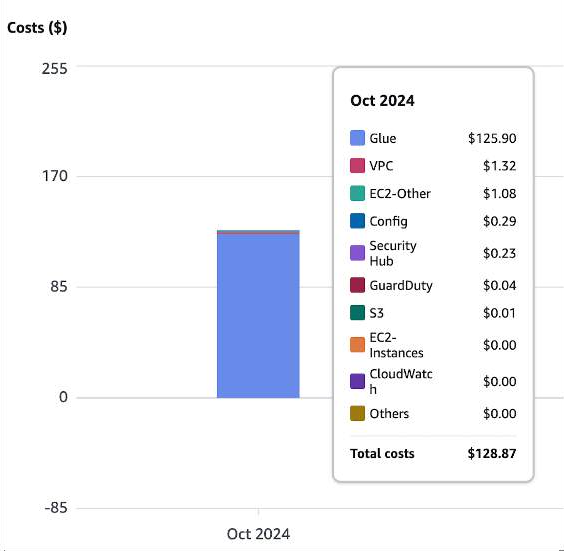 Costs ($)
255
170
85
0
-85
Oct 2024
Oct 2024
Glue $125.90
VPC $1.32
EC2-Other $1.08
Config $0.29
Security
Hub $0.23
GuardDuty $0.04
S3 $0.01
EC2-
Instances $0.00
CloudWatc
h $0.00
Others $0.00
Total costs $128.87